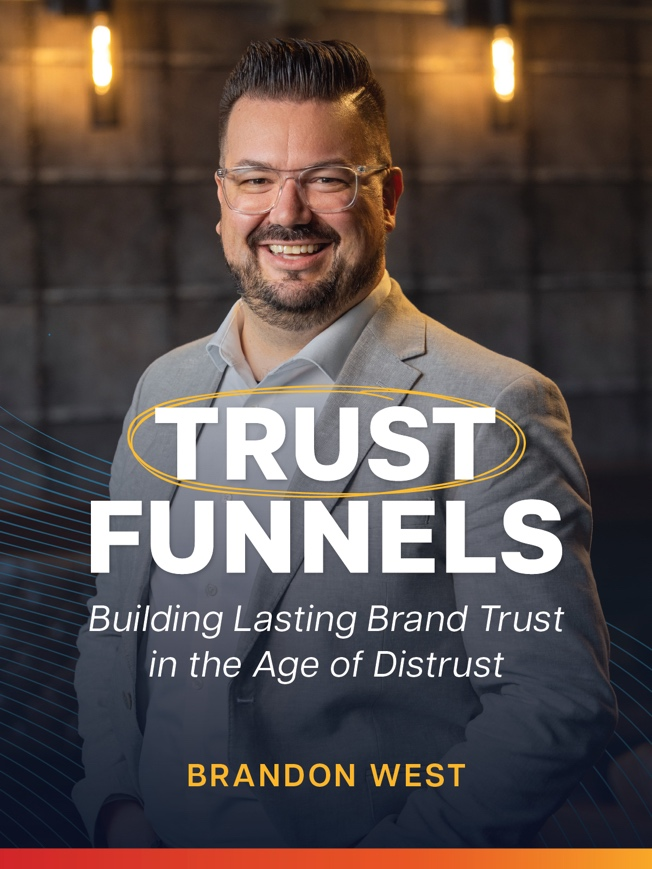 TRUST
FUNNELS
Building Lasting Brand Trust
in the Age of Distrust
BRANDON WEST